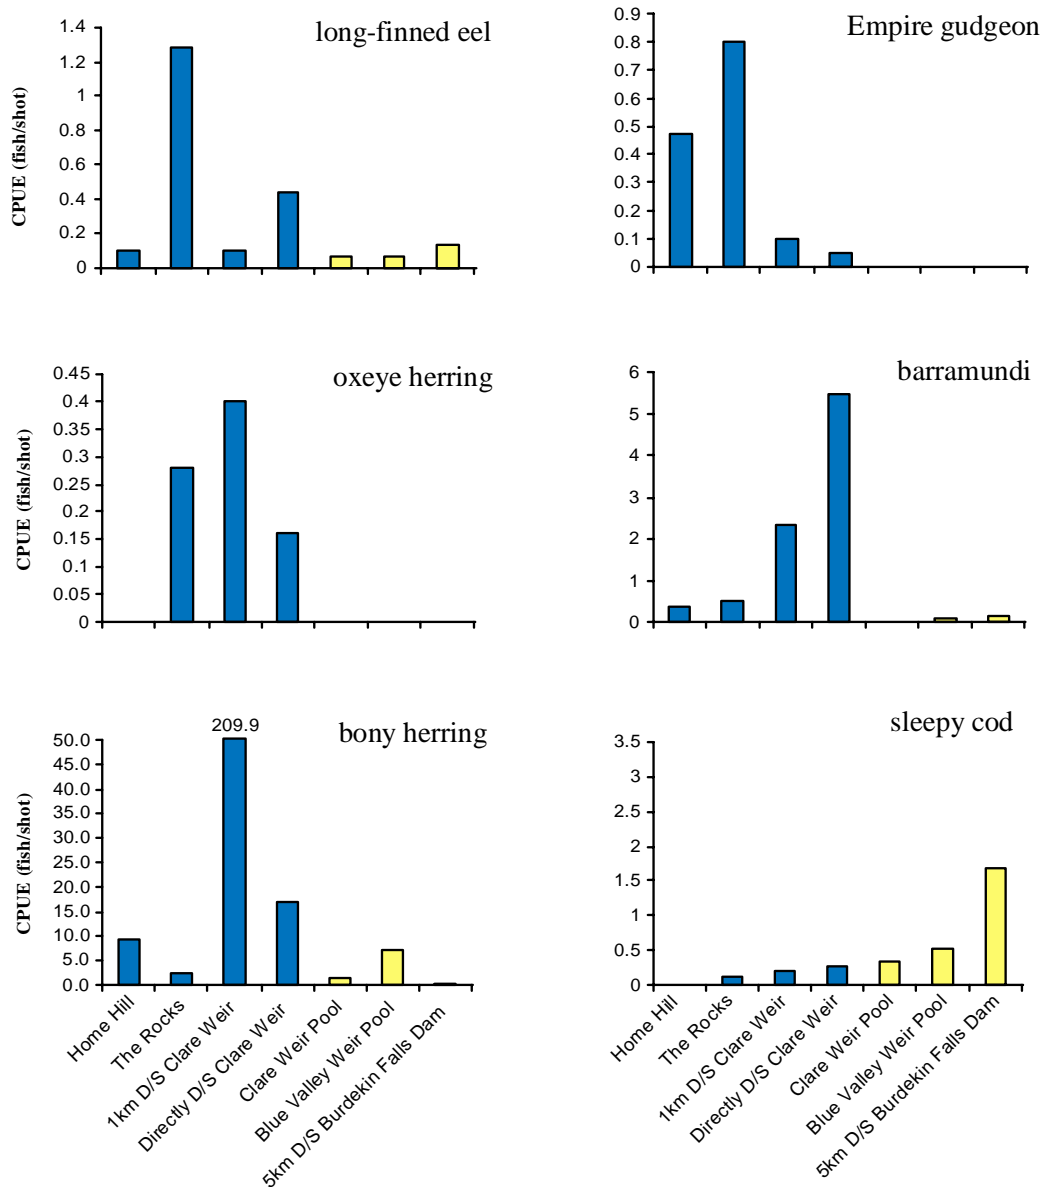 long-finned eel
CPUE (fish/shot)
1.4
1.2
1
0.8
0.6
0.4
0.2
0
Empire gudgeon
0.9
0.8
0.7
0.6
0.5
0.4
0.3
0.2
0.1
0
oxeye herring
CPUE (fish/shot)
0.45
0.4
0.35
0.3
0.25
0.2
0.15
0.1
0.05
0
barramundi
6
5
4
3
2
1
0
bony herring
209.9
CPUE (fish/shot)
50.0
45.0
40.0
35.0
30.0
25.0
20.0
15.0
10.0
5.0
0.0
Home Hill
The Rocks
1km D/S Clare Weir
Directly D/S Clare Weir
Clare Weir Pool
Blue Valley Weir Pool
5km D/S Burdekin Falls Dam
sleepy cod
3.5
3
2.5
2
1.5
1
0.5
0
Home Hill
The Rocks
1km D/S Clare Weir
Directly D/S Clare Weir
Clare Weir Pool
Blue Valley Weir Pool
5km D/S Burdekin Falls Dam